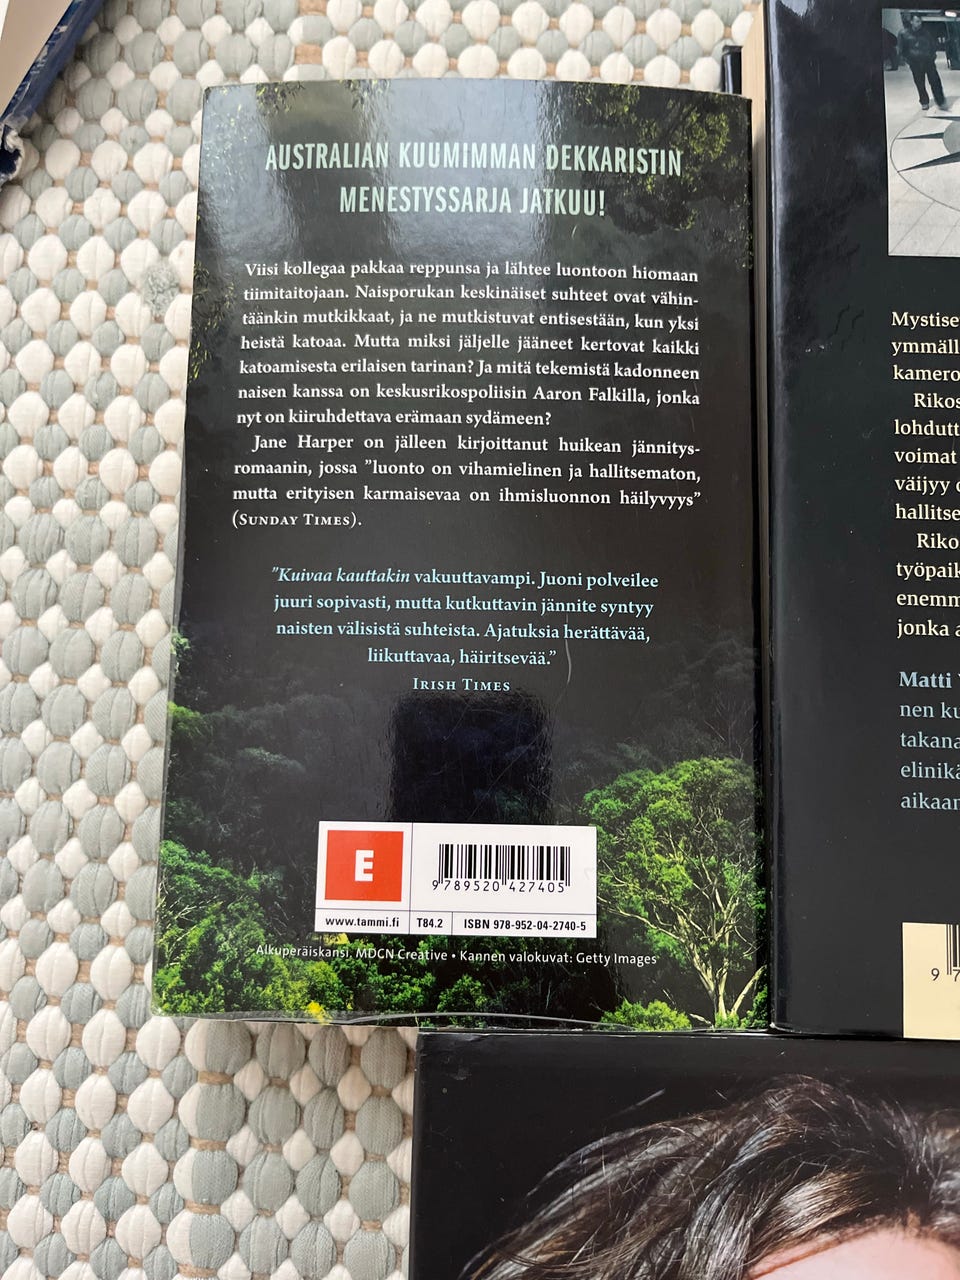 AUSTRALIAN KUUMIMMAN DEKKARISTIN
MENESTYSSARJA JATKUU!
Viisi kollegaa pakkaa reppunsa ja lähtee luontoon hiomaan
tiimitaitojaan. Naisporukan keskinäiset suhteet ovat vähin-
täänkin mutkikkaat, ja ne mutkistuvat entisestään, kun yksi
heistä katoaa. Mutta miksi jäljelle jääneet kertovat kaikki
katoamisesta erilaisen tarinan? Ja mitä tekemistä kadonneen
naisen kanssa on keskusrikospoliisin Aaron Falkilla, jonka
nyt on kiiruhdettava erämaan sydämeen?
Jane Harper on jälleen kirjoittanut huikean jännitys-
romaanin, jossa ”luonto on vihamielinen ja hallitsematon,
mutta erityisen karmaisevaa on ihmisluonnon häilyvyys”
(SUNDAY TIMES).
”Kuivaa kauttakin vakuuttavampi. Juoni polveilee
juuri sopivasti, mutta kutkuttavin jännite syntyy
naisten välisistä suhteista. Ajatuksia herättävää,
liikuttavaa, häiritsevää.”
IRISH TIMES
E
9 789520 427405
www.tammi.fi
T84.2
ISBN 978-952-04-2740-5
Alkuperäiskansi. MDCN Creative • Kannen valokuvat: Getty Images
Mystise
ymmäll
kamero
Rikos
lohdutt
voimat
väijyy
hallitse
Riko
työpaik
enemm
jonka a
Matti
nen ku
takana
elinikä
aikaan
9 7